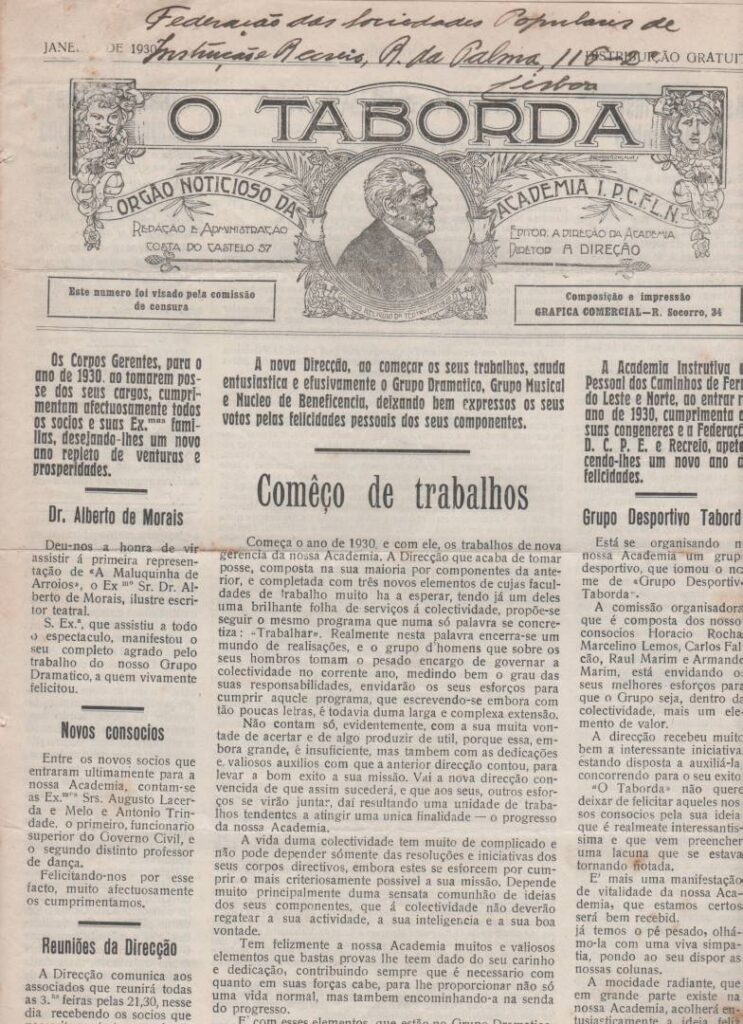 Federação das Sociedades Populares de
Instrução e Recreio, R. da Palma, 116-2º
Lisboa
JANE DE 1930
DISTRIBUIÇÃO GRATUIT
O TABORDA
ORGÃO NOTICIOSO DA
ACADEMIA I. P. C. F. L. N.
REDAÇÃO E ADMINISTRAÇÃO
COSTA DO CASTELO 57
EDITOR: A DIREÇÃO DA ACADEMIA
DIRETOR A DIREÇÃO
Este numero foi visado pela comissão
de censura
Composição e impressão
GRAFICA COMERCIAL—R. Socorro, 34
Os Corpos Gerentes, para o
ano de 1930, ao tomarem pos-
se dos seus cargos, cumpri-
mentam afectuosamente todos
os socios e suas Ex.mas fami-
lias, desejando-lhes um novo
ano repleto de venturas e
prosperidades.
Dr. Alberto de Morais
Deu-nos a honra de vir
assistir á primeira represen-
tação de «A Maluquinha de
Arroios», o Exmo Sr. Dr. Al-
berto de Morais, ilustre escri-
tor teatral.
S. Ex.ª, que assistiu a todo
o espectaculo, manifestou o
seu completo agrado pelo
trabalho do nosso Grupo
Dramatico, a quem vivamente
felicitou.
Novos consocios
Entre os novos socios que
entraram ultimamente para a
nossa Academia, contam-se
as Ex.mos Srs. Augusto Lacer-
da e Melo e Antonio Trin-
dade, o primeiro, funcionario
superior do Governo Civil, e
o segundo distinto professor
de dança.
Felicitando-nos por esse
facto, muito afectuosamente
os cumprimentamos.
Reuniões da Direcção
A Direcção comunica aos
associados que reunirá todas
as 3.as feiras pelas 21,30, nesse
dia recebendo os socios que
A nova Direcção, ao começar os seus trabalhos, sauda
entusiastica e efusivamente o Grupo Dramatico, Grupo Musical
e Nucleo de Beneficencia, deixando bem expressos os seus
votos pelas felicidades pessoais dos seus componentes.
Comêço de trabalhos
Começa o ano de 1930, e com ele, os trabalhos de nova
gerencia da nossa Academia. A Direcção que acaba de tomar
posse, composta na sua maioria por componentes da ante-
rior, e completada com três novos elementos de cujas facul-
dades de trabalho muito ha a esperar, tendo já um deles
uma brilhante folha de serviços á colectividade, propõe-se
seguir o mesmo programa que numa só palavra se concre-
tiza: «Trabalhar». Realmente nesta palavra encerra-se um
mundo de realisações, e o grupo d'homens que sobre os
seus hombros tomam o pesado encargo de governar a
colectividade no corrente ano, medindo bem o grau das
suas responsabilidades, envidarão os seus esforços para
cumprir aquele programa, que escrevendo-se embora com
tão poucas letras, é todavia duma larga e complexa extensão.
Não contam só, evidentemente, com a sua muita von-
tade de acertar e de algo produzir de util, porque essa, em-
bora grande, é insuficiente, mas tambem com as dedicações
e valiosos auxilios com que a anterior direcção contou, para
levar a bom exito a sua missão. Vai a nova direcção con-
vencida de que assim sucederá, e que aos seus, outros esfor-
ços se virão juntar, daí resultando uma unidade de traba-
lhos tendentes a atingir uma unica finalidade — o progresso
da nossa Academia.
A vida duma colectividade tem muito de complicado e
não pode depender sómente das resoluções e iniciativas dos
seus corpos directivos, embora estes se esforcem por cum-
prir o mais criteriosamente possivel a sua missão. Depende
muito principalmente duma sensata comunhão de ideias
dos seus componentes, que á colectividade não deverão
regatear a sua actividade, a sua inteligencia e a sua boa
vontade.
Tem felizmente a nossa Academia muitos e valiosos
elementos que bastas provas lhe teem dado do seu carinho
e dedicação, contribuindo sempre que é necessario com
quanto em suas forças cabe, para lhe proporcionar não só
uma vida normal, mas tambem encominhando-a na senda
do progresso.
E' com esses elementos, que estão no Grupo Dramatico
A Academia Instrutiva d
Pessoal dos Caminhos de Ferr
do Leste e Norte, ao entrar n
ano de 1930, cumprimenta a
suas congeneres e a Federaçã
D. C. P. E. e Recreio, apete
cendo-lhes um novo ano d
felicidades.
Grupo Desportivo Tabord
Está se organisando n
nossa Academia um grup
desportivo, que tomou o no
me de «Grupo Desportiv
Taborda».
A comissão organisadora
que é composta dos nosso
consocios Horacio Rocha
Marcelino Lemos, Carlos Fal
cão, Raul Marim e Armande
Marim, está envidando os
seus melhores esforços para
que o Grupo seja, dentro da
colectividade, mais um ele-
mento de valor.
A direcção recebeu muito
bem a interessante iniciativa
estando disposta a auxiliá-la
concorrendo para o seu exito
"O Taborda» não quere
deixar de felicitar aqueles nos
sos consocios pela sua ideia
que é realmeate interessantis-
sima e que vem preencher
uma lacuna que se estava
tornando notada.
E' mais uma manifestação
de vitalidade da nossa Aca-
demia, que estamos certos
será bem recebid.
já temos o pé pesado, olhá-
mo-la com uma viva simpa-
tia, pondo ao seu dispor as
nossas colunas.
A mocidade radiante, que
em grande parte existe na
nossa Academia, acolherá en-
tusiasticamente a ideia feliz